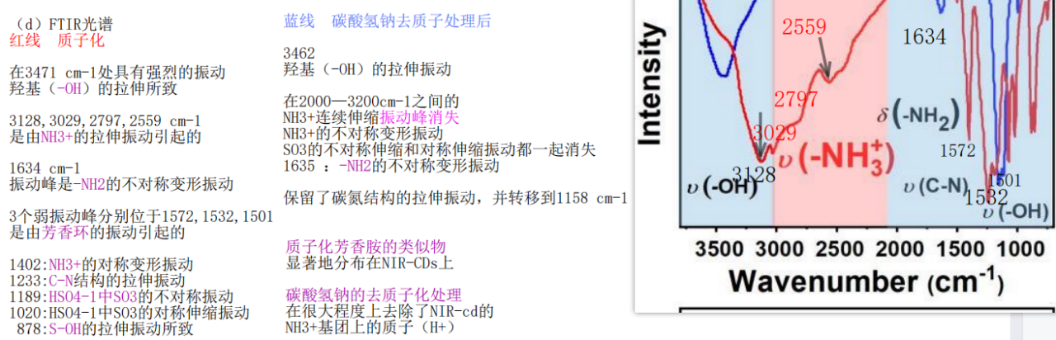 （d）FTIR光谱
红线 质子化
在3471 cm-1处具有强烈的振动
羟基（-OH）的拉伸所致
3128,3029,2797,2559 cm-1
是由NH3+的拉伸振动引起的
1634 cm-1
振动峰是-NH2的不对称变形振动
3个弱振动峰分别位于1572,1532,1501
是由芳香环的振动引起的
1402:NH3+的对称变形振动
1233:C-N结构的拉伸振动
1189:HSO4-1中SO3的不对称振动
1020:HSO4-1中SO3的对称伸缩振动
878:S-OH的拉伸振动所致
蓝线 碳酸氢钠去质子处理后
3462
羟基（-OH）的拉伸振动
在2000—3200cm-1之间的
NH3+连续伸缩振动峰消失
NH3+的不对称变形振动
SO3的不对称伸缩和对称伸缩振动都一起消失
1635 ：-NH2的不对称变形振动
保留了碳氮结构的拉伸振动，并转移到1158 cm-1
质子化芳香胺的类似物
显著地分布在NIR-CDs上
碳酸氢钠的去质子化处理
在很大程度上去除了NIR-cd的
NH3+基团上的质子（H+）
Intensity
2559
1634
2797
δ(-NH₂)
3029
1572
υ(-NH₃⁺)
3128
υ(-OH)
υ(C-N)
1501
1532
υ(-OH)
3500 3000 2500 2000 1500 1000
Wavenumber (cm⁻¹)